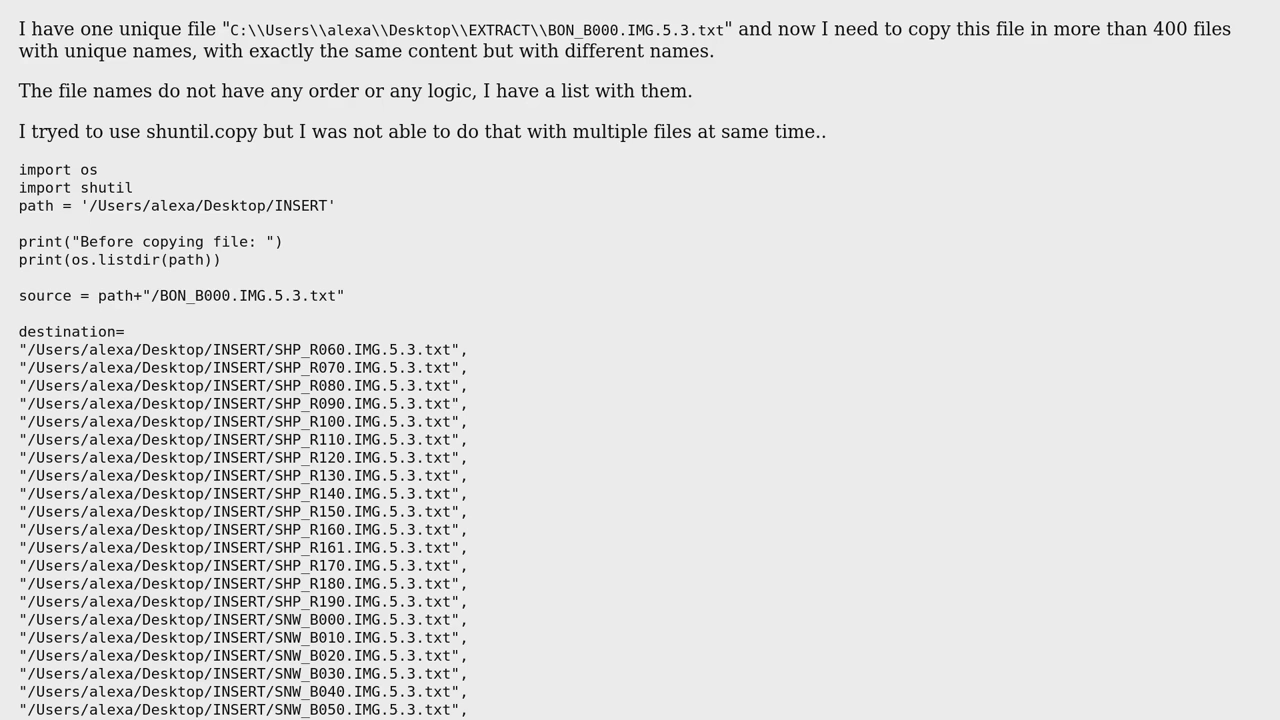 I have one unique file "C:\\Users\\alexa\\Desktop\\EXTRACT\\BON_B000.IMG.5.3.txt" and now I need to copy this file in more than 400 files
with unique names, with exactly the same content but with different names.
The file names do not have any order or any logic, I have a list with them.
I tryed to use shuntil.copy but I was not able to do that with multiple files at same time..
import os
import shutil
path = '/Users/alexa/Desktop/INSERT'
print("Before copying file: ")
print(os.listdir(path))
source = path+"/BON_B000.IMG.5.3.txt"
destination=
"/Users/alexa/Desktop/INSERT/SHP_R060.IMG.5.3.txt",
"/Users/alexa/Desktop/INSERT/SHP_R070.IMG.5.3.txt",
"/Users/alexa/Desktop/INSERT/SHP_R080.IMG.5.3.txt",
"/Users/alexa/Desktop/INSERT/SHP_R090.IMG.5.3.txt",
"/Users/alexa/Desktop/INSERT/SHP_R100.IMG.5.3.txt",
"/Users/alexa/Desktop/INSERT/SHP_R110.IMG.5.3.txt",
"/Users/alexa/Desktop/INSERT/SHP_R120.IMG.5.3.txt",
"/Users/alexa/Desktop/INSERT/SHP_R130.IMG.5.3.txt",
"/Users/alexa/Desktop/INSERT/SHP_R140.IMG.5.3.txt",
"/Users/alexa/Desktop/INSERT/SHP_R150.IMG.5.3.txt",
"/Users/alexa/Desktop/INSERT/SHP_R160.IMG.5.3.txt",
"/Users/alexa/Desktop/INSERT/SHP_R161.IMG.5.3.txt",
"/Users/alexa/Desktop/INSERT/SHP_R170.IMG.5.3.txt",
"/Users/alexa/Desktop/INSERT/SHP_R180.IMG.5.3.txt",
"/Users/alexa/Desktop/INSERT/SHP_R190.IMG.5.3.txt",
"/Users/alexa/Desktop/INSERT/SNW_B000.IMG.5.3.txt",
"/Users/alexa/Desktop/INSERT/SNW_B010.IMG.5.3.txt",
"/Users/alexa/Desktop/INSERT/SNW_B020.IMG.5.3.txt",
"/Users/alexa/Desktop/INSERT/SNW_B030.IMG.5.3.txt",
"/Users/alexa/Desktop/INSERT/SNW_B040.IMG.5.3.txt",
"/Users/alexa/Desktop/INSERT/SNW_B050.IMG.5.3.txt",